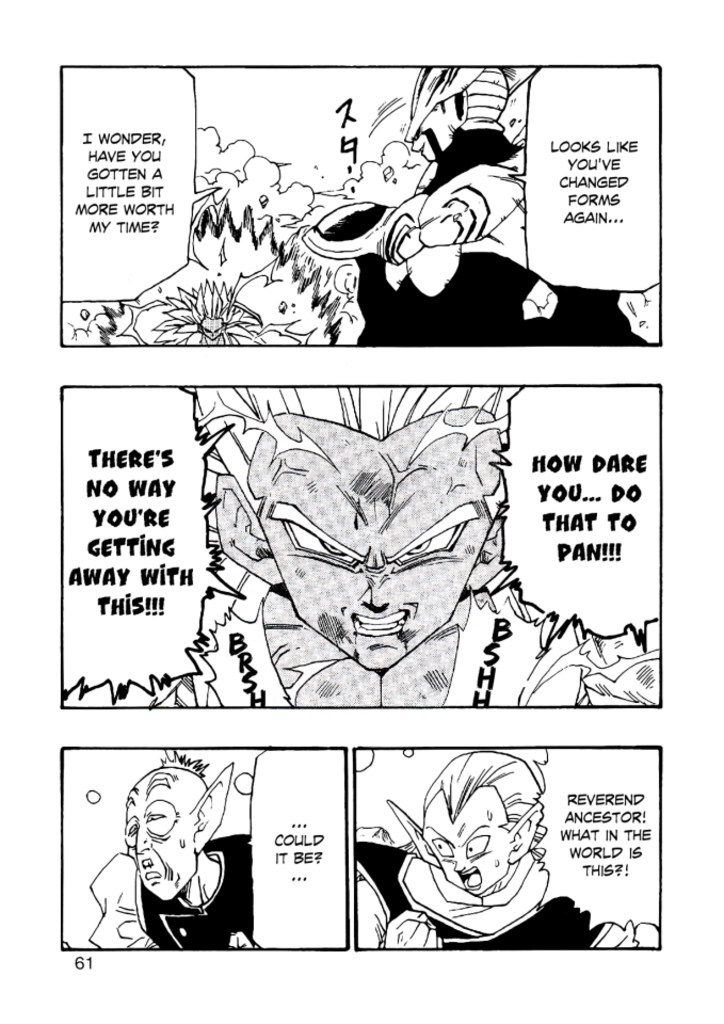 LOOKS LIKE
YOU'VE
CHANGED
FORMS
AGAIN...
スタ!
I WONDER,
HAVE YOU
GOTTEN A
LITTLE BIT
MORE WORTH
MY TIME?
HOW DARE
YOU... DO
THAT TO
PAN!!!
BSHH
BRSH
THERE'S
NO WAY
YOU'RE
GETTING
AWAY WITH
THIS!!!
REVEREND
ANCESTOR!
WHAT IN THE
WORLD IS
THIS?!
...
COULD
IT BE?
...
61